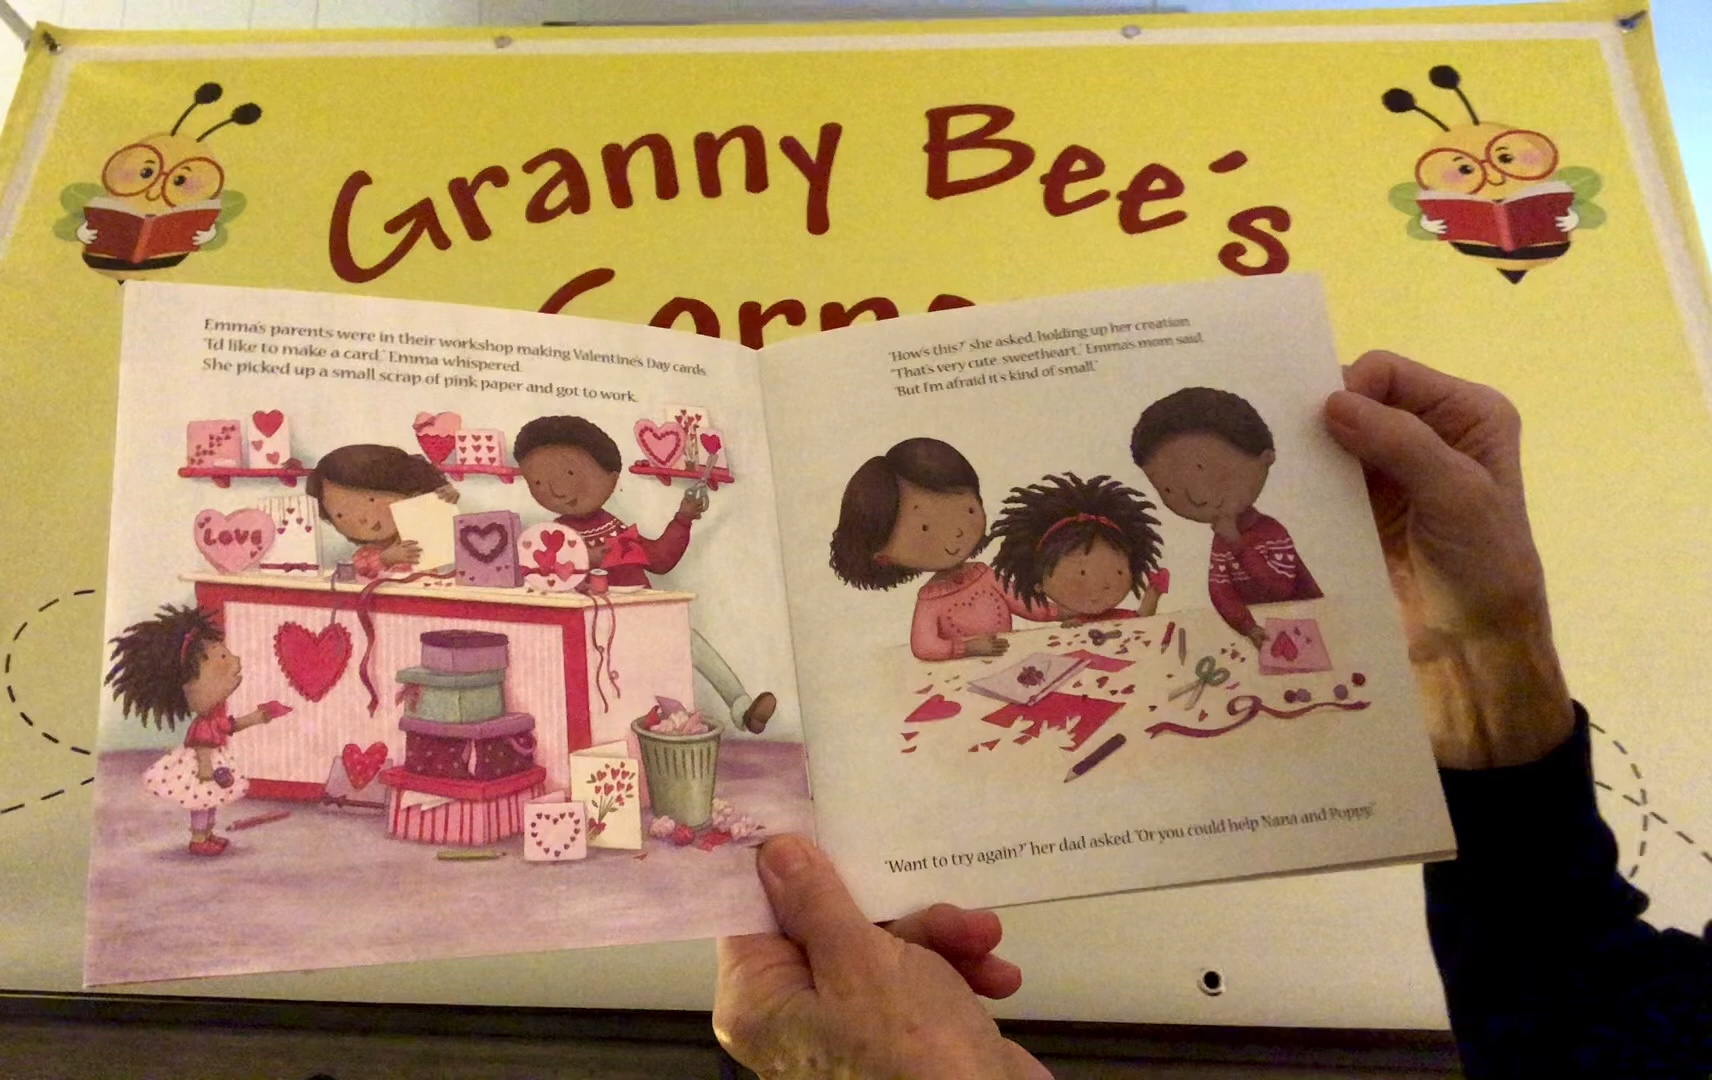 Granny Bee's
Corne
Emma's parents were in their workshop making Valentine's Day cards.
"I'd like to make a card," Emma whispered.
She picked up a small scrap of pink paper and got to work.
Love
"How's this?" she asked, holding up her creation.
"That's very cute, sweetheart," Emma's mom said.
"But I'm afraid it's kind of small."
"Want to try again?" her dad asked. "Or you could help Nana and Poppy."